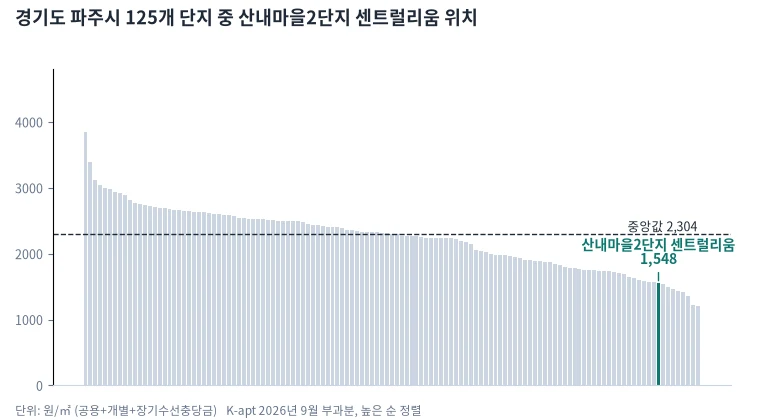 경기도 파주시 125개 단지 중 산내마을2단지 센트럴리움 위치
4000
3000
2000
1000
0
중앙값 2,304
산내마을2단지 센트럴리움
1,548
단위: 원/㎡ (공용+개별+장기수선충당금) K-apt 2026년 9월 부과분, 높은 순 정렬